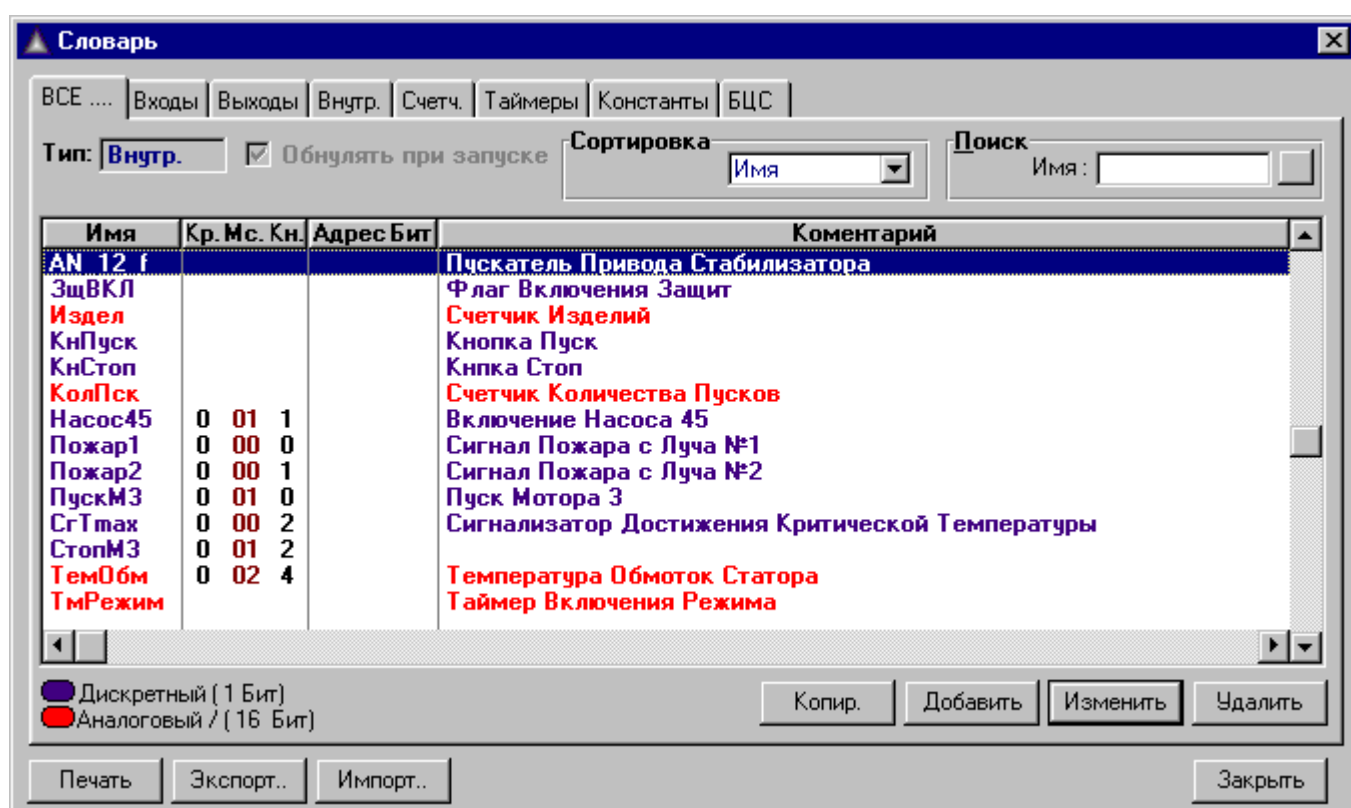 Словарь
ВСЕ .... Входы Выходы Внутр. Счетч. Таймеры Константы БЦС
Тип: Внутр. Обнулять при запуске Сортировка Имя Поиск Имя :
Имя Кр. Мс. Кн. Адрес Бит Коментарий
AN_12_f Пускатель Привода Стабилизатора
ЗщВКЛ Флаг Включения Защит
Издел Счетчик Изделий
КнПуск Кнопка Пуск
КнСтоп Кнпка Стоп
КолПск Счетчик Количества Пусков
Насос45 0 01 1 Включение Насоса 45
Пожар1 0 00 0 Сигнал Пожара с Луча №1
Пожар2 0 00 1 Сигнал Пожара с Луча №2
ПускМ3 0 01 0 Пуск Мотора 3
СгТmax 0 00 2 Сигнализатор Достижения Критической Температуры
СтопМ3 0 01 2
ТемОбм 0 02 4 Температура Обмоток Статора
ТмРежим Таймер Включения Режима
Дискретный ( 1 Бит)
Аналоговый / ( 16 Бит)
Копир. Добавить Изменить Удалить
Печать Экспорт.. Импорт.. Закрыть